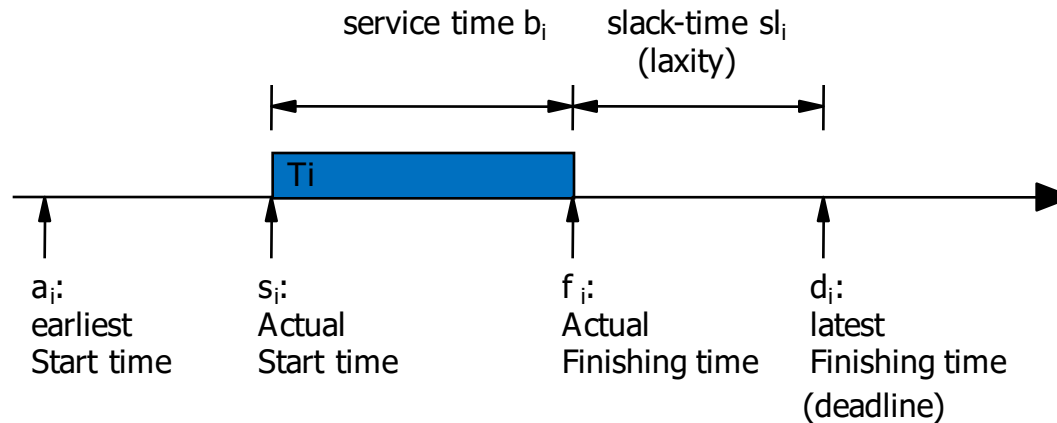 service time bᵢ
slack-time slᵢ
(laxity)
Ti
aᵢ:
earliest
Start time
sᵢ:
Actual
Start time
f ᵢ:
Actual
Finishing time
dᵢ:
latest
Finishing time
(deadline)